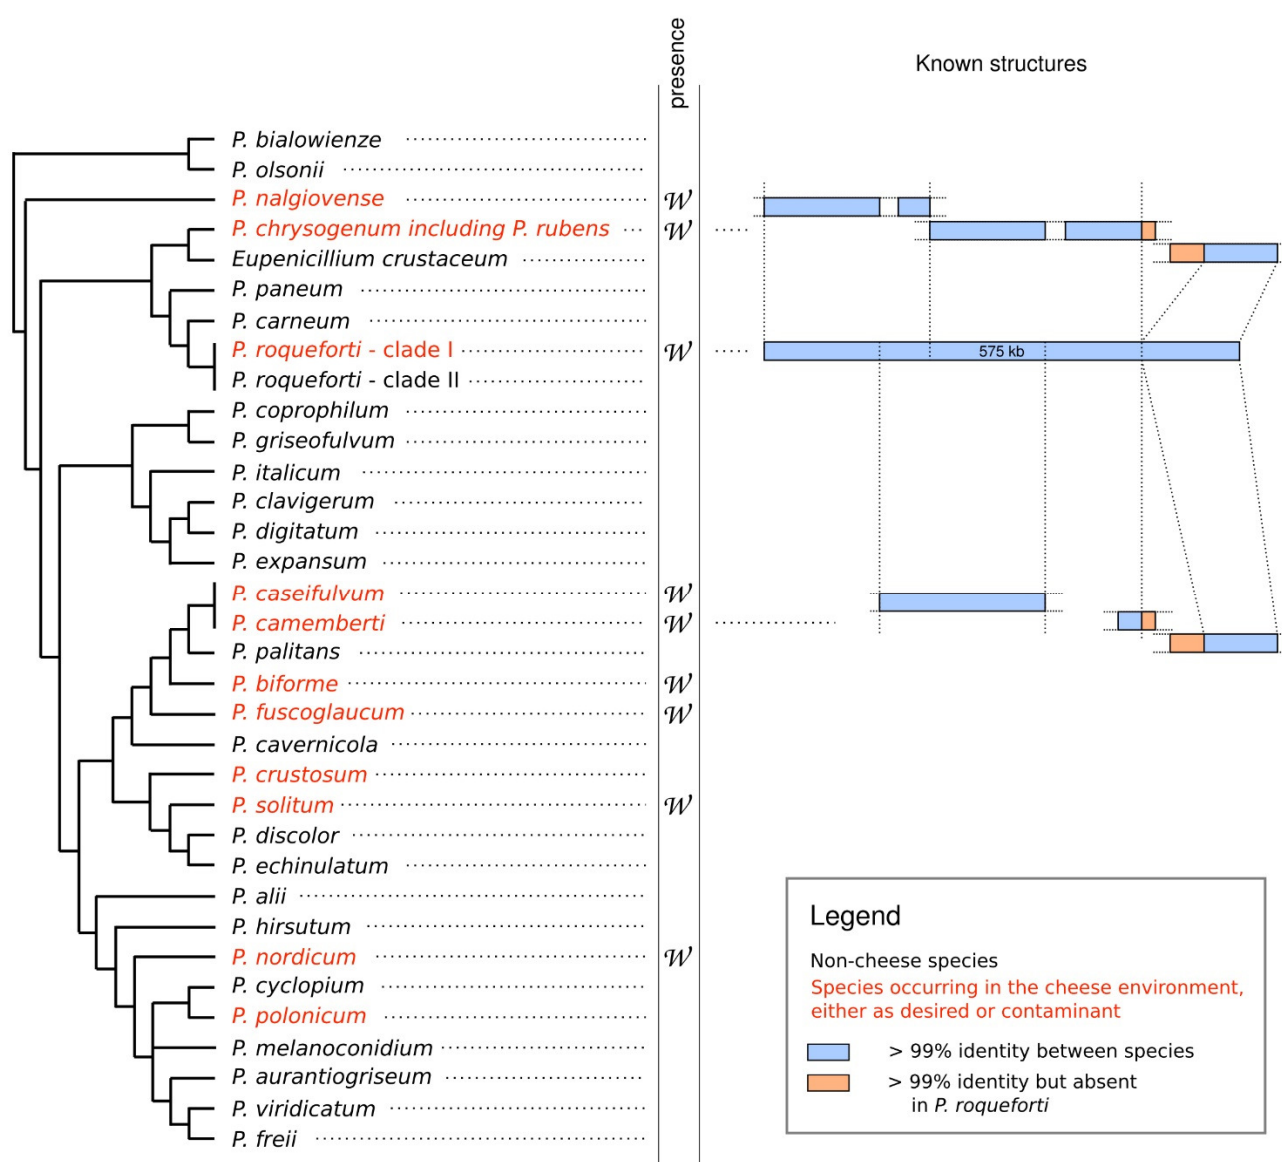 presence
Known structures
P. bialowienze
P. olsonii
P. nalgiovense W
P. chrysogenum including P. rubens W
Eupenicillium crustaceum
P. paneum
P. carneum
P. roqueforti - clade I W 575 kb
P. roqueforti - clade II
P. coprophilum
P. griseofulvum
P. italicum
P. clavigerum
P. digitatum
P. expansum
P. caseifulvum W
P. camemberti W
P. palitans
P. biforme W
P. fuscoglaucum W
P. cavernicola
P. crustosum
P. solitum W
P. discolor
P. echinulatum
P. alii
P. hirsutum
P. nordicum W
P. cyclopium
P. polonicum
P. melanoconidium
P. aurantiogriseum
P. viridicatum
P. freii
Legend
Non-cheese species
Species occurring in the cheese environment,
either as desired or contaminant
> 99% identity between species
> 99% identity but absent
in P. roqueforti